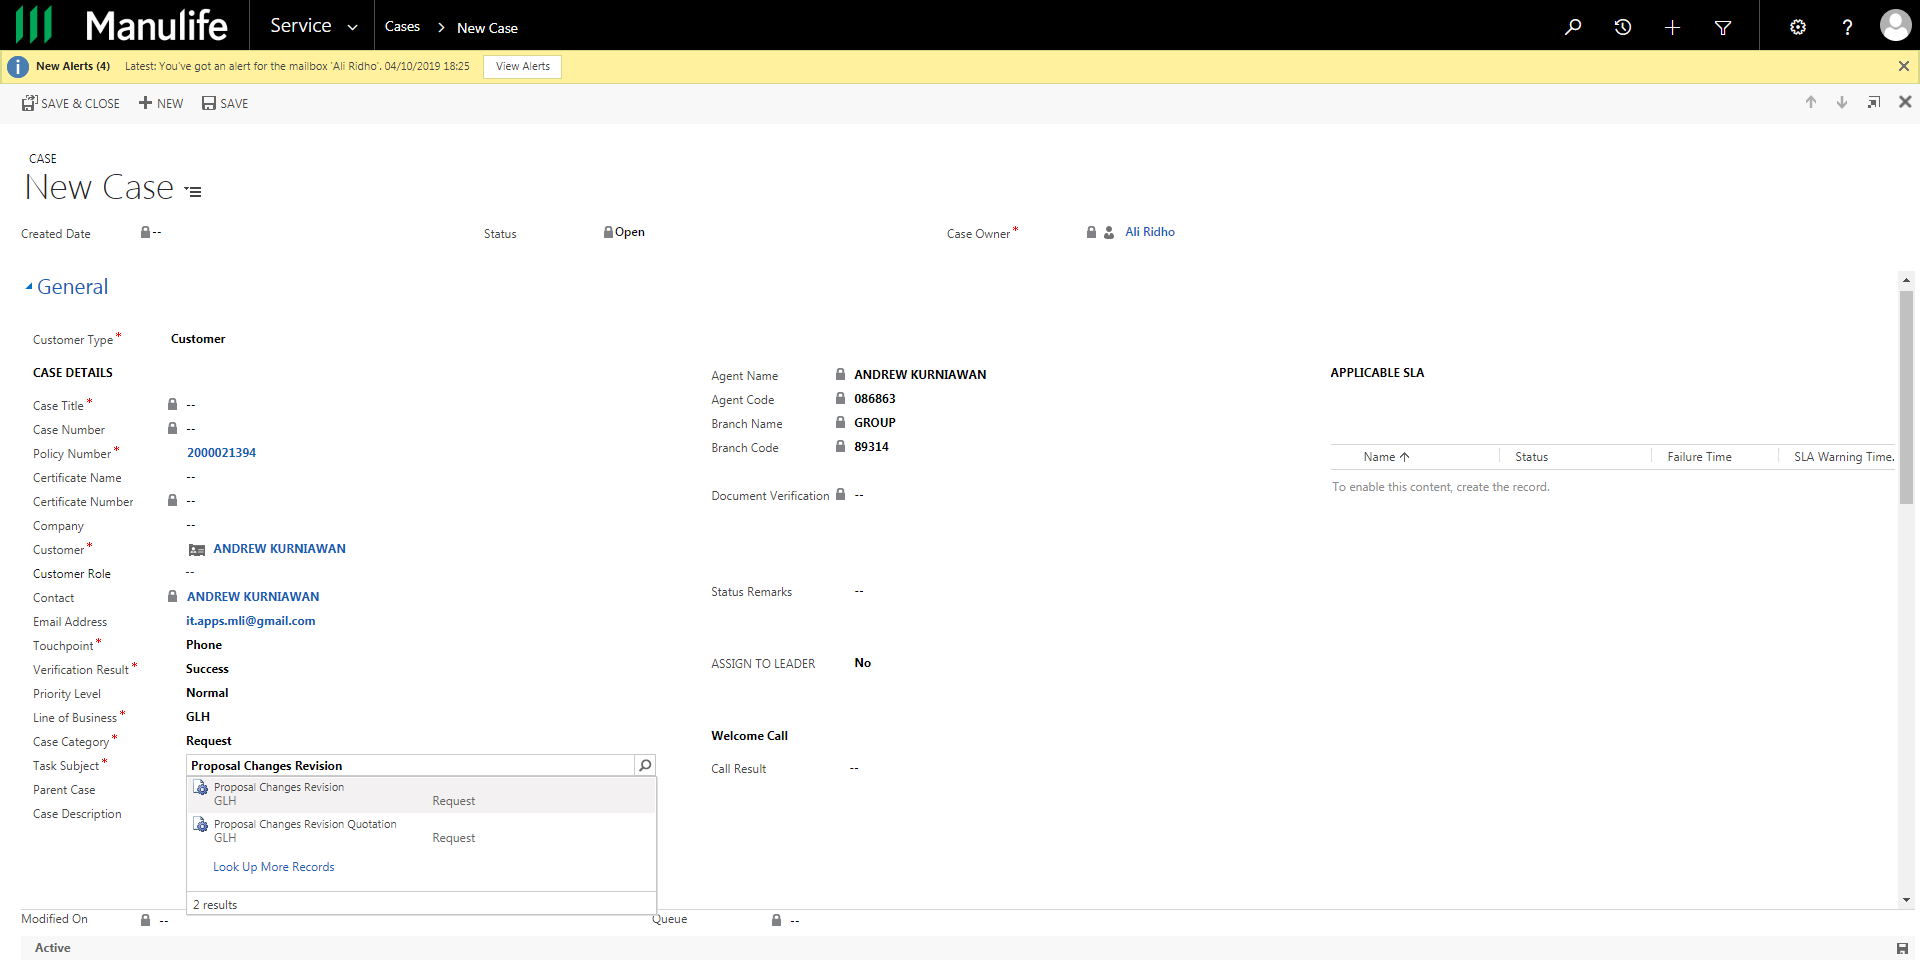 Manulife
Service
Cases
New Case
New Alerts (4) Latest: You've got an alert for the mailbox 'Ali Ridho'. 04/10/2019 18:25 View Alerts
SAVE & CLOSE NEW SAVE
CASE
New Case
Created Date -- Status Open Case Owner* Ali Ridho
General
Customer Type* Customer
CASE DETAILS
Case Title* --
Case Number --
Policy Number* 2000021394
Certificate Name --
Certificate Number --
Company --
Customer* ANDREW KURNIAWAN
Customer Role --
Contact ANDREW KURNIAWAN
Email Address it.apps.mli@gmail.com
Touchpoint* Phone
Verification Result* Success
Priority Level Normal
Line of Business* GLH
Case Category* Request
Task Subject* Proposal Changes Revision
Parent Case
Case Description
Proposal Changes Revision
GLH Request
Proposal Changes Revision Quotation
GLH Request
Look Up More Records
2 results
Agent Name ANDREW KURNIAWAN
Agent Code 086863
Branch Name GROUP
Branch Code 89314
Document Verification --
Status Remarks --
ASSIGN TO LEADER No
Welcome Call
Call Result --
APPLICABLE SLA
Name Status Failure Time SLA Warning Time.
To enable this content, create the record.
Modified On -- Queue --
Active